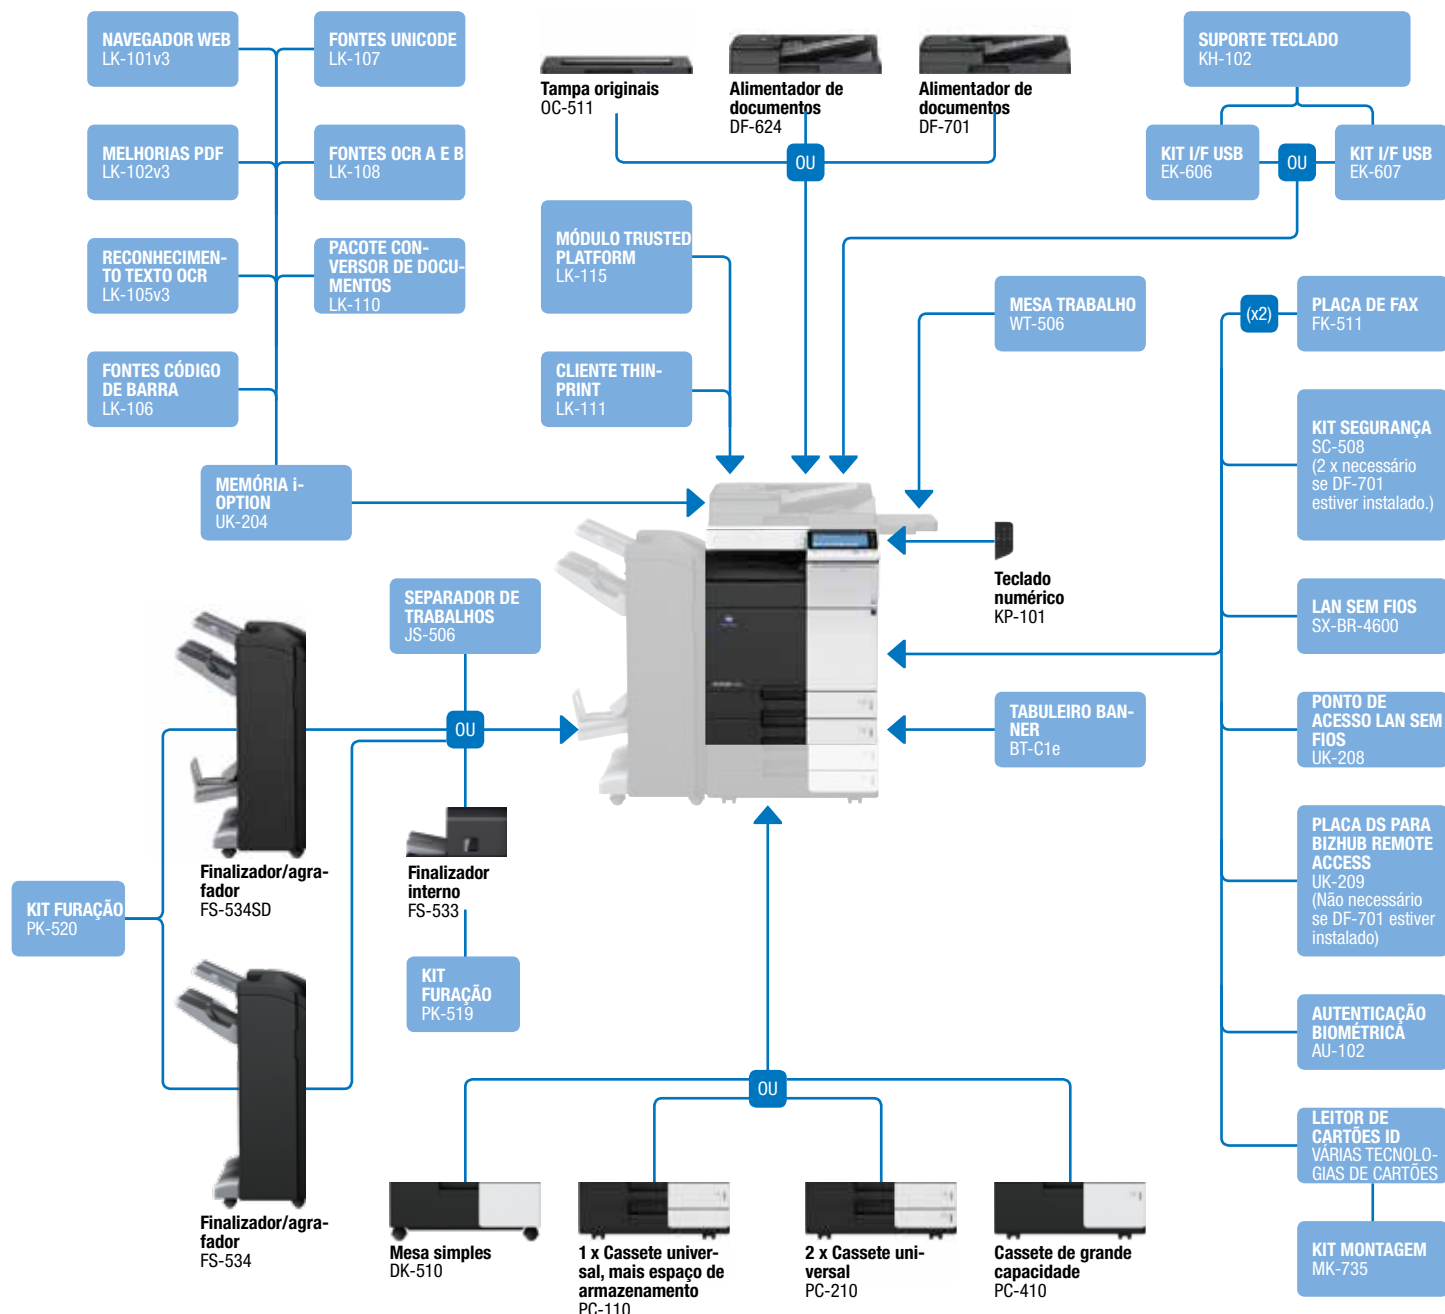 NAVEGADOR WEB
LK-101v3
FONTES UNICODE
LK-107
MELHORIAS PDF
LK-102v3
FONTES OCR A E B
LK-108
RECONHECIMEN-
TO TEXTO OCR
LK-105v3
PACOTE CON-
VERSOR DE DOCU-
MENTOS
LK-110
FONTES CÓDIGO
DE BARRA
LK-106
MEMÓRIA i-
OPTION
UK-204
Tampa originais
OC-511
Alimentador de
documentos
DF-624
Alimentador de
documentos
DF-701
OU
MÓDULO TRUSTED
PLATFORM
LK-115
CLIENTE THIN-
PRINT
LK-111
SUPORTE TECLADO
KH-102
KIT I/F USB
EK-606
OU
KIT I/F USB
EK-607
MESA TRABALHO
WT-506
(x2)
PLACA DE FAX
FK-511
KIT SEGURANÇA
SC-508
(2 x necessário
se DF-701
estiver instalado.)
Teclado
numérico
KP-101
LAN SEM FIOS
SX-BR-4600
PONTO DE
ACESSO LAN SEM
FIOS
UK-208
TABULEIRO BAN-
NER
BT-C1e
PLACA DS PARA
BIZHUB REMOTE
ACCESS
UK-209
(Não necessário
se DF-701 estiver
instalado)
AUTENTICAÇÃO
BIOMÉTRICA
AU-102
LEITOR DE
CARTÕES ID
VÁRIAS TECNOLO-
GIAS DE CARTÕES
KIT MONTAGEM
MK-735
SEPARADOR DE
TRABALHOS
JS-506
OU
Finalizador/agra-
fador
FS-534SD
Finalizador
interno
FS-533
KIT FURAÇÃO
PK-520
KIT
FURAÇÃO
PK-519
Finalizador/agra-
fador
FS-534
OU
Mesa simples
DK-510
1 x Cassete univer-
sal, mais espaço de
armazenamento
PC-110
2 x Cassete uni-
versal
PC-210
Cassete de grande
capacidade
PC-410